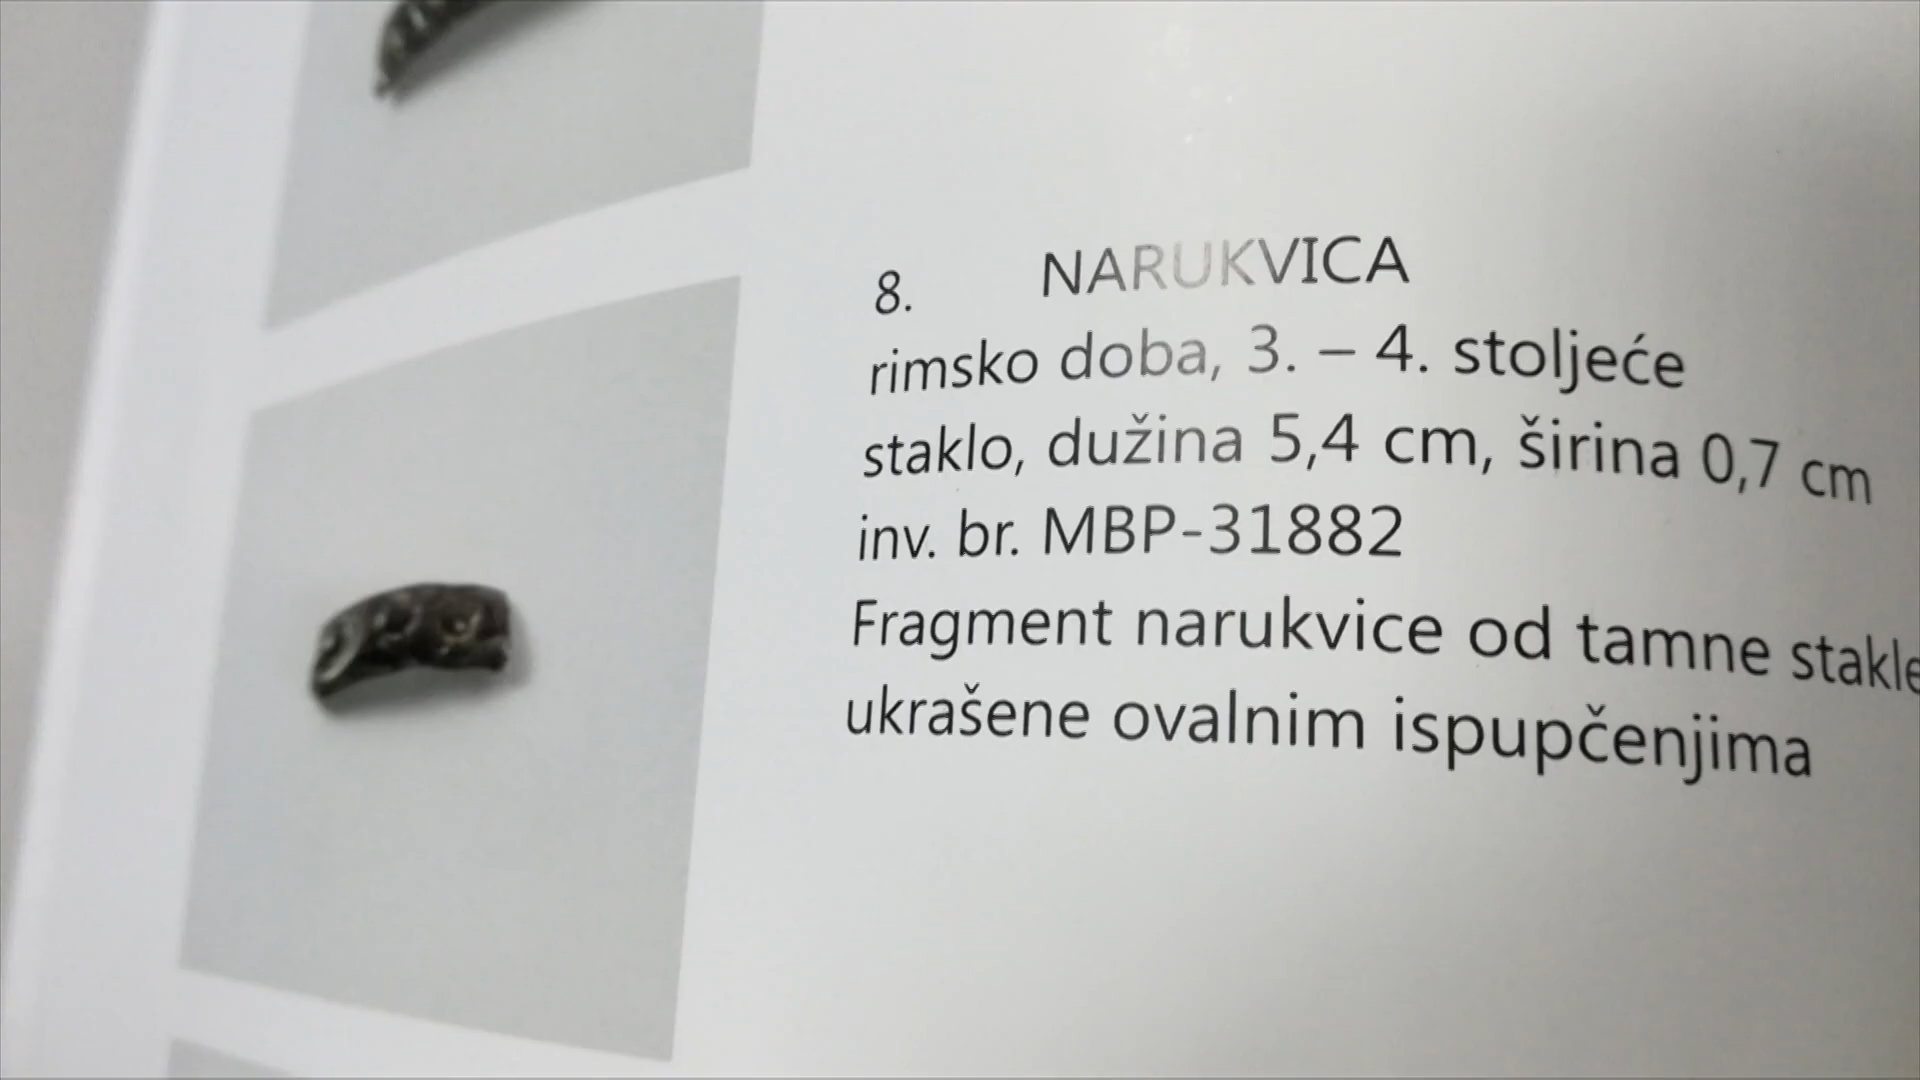 8. NARUKVICA
rimsko doba, 3. – 4. stoljeće
staklo, dužina 5,4 cm, širina 0,7 cm
inv. br. MBP-31882
Fragment narukvice od tamne
ukrašene ovalnim ispupčenjima